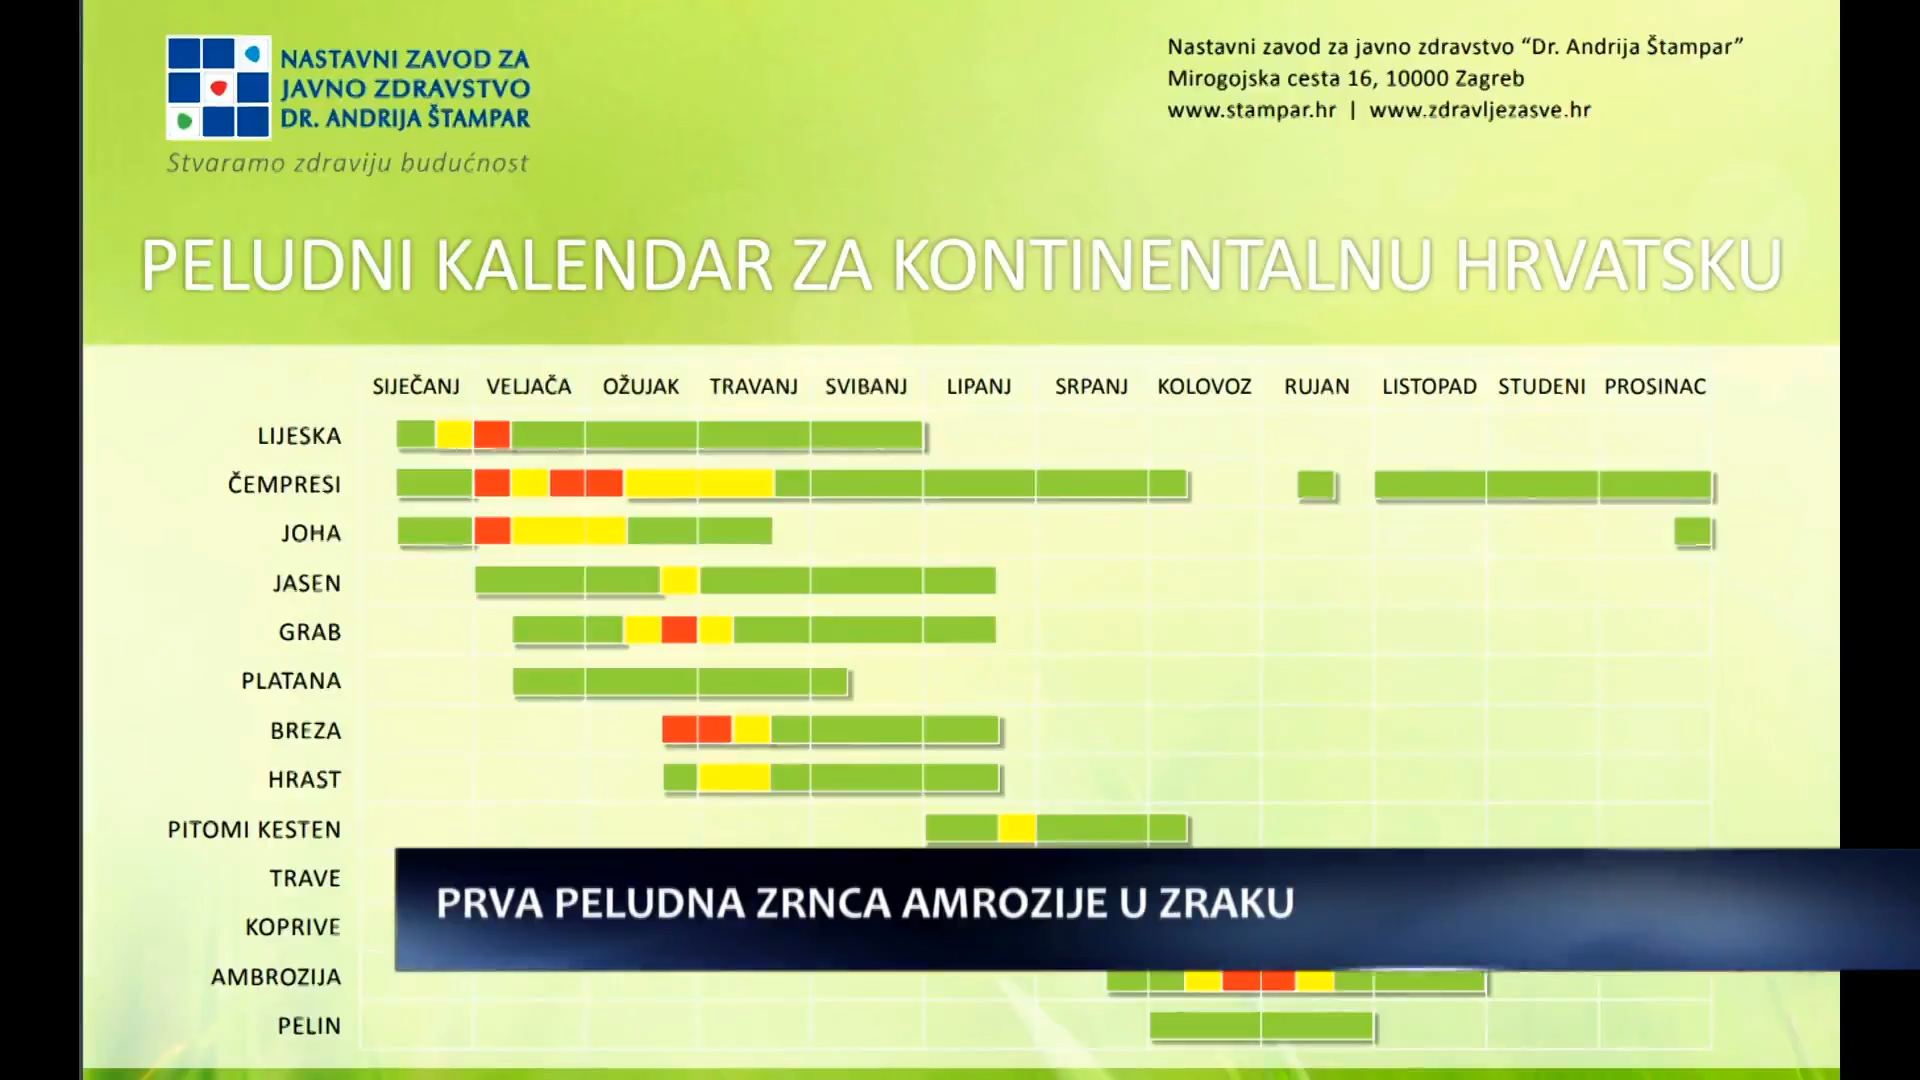 NASTAVNI ZAVOD ZA
JAVNO ZDRAVSTVO
DR. ANDRIJA ŠTAMPAR
Stvaramo zdraviju budućnost
Nastavni zavod za javno zdravstvo “Dr. Andrija Štampar”
Mirogojska cesta 16, 10000 Zagreb
www.stampar.hr | www.zdravljezasve.hr
PELUDNI KALENDAR ZA KONTINENTALNU HRVATSKU
SIJEČANJ VELJAČA OŽUJAK TRAVANJ SVIBANJ LIPANJ SRPANJ KOLOVOZ RUJAN LISTOPAD STUDENI PROSINAC
LIJESKA
ČEMPRESI
JOHA
JASEN
GRAB
PLATANA
BREZA
HRAST
PITOMI KESTEN
TRAVE
KOPRIVE
AMBROZIJA
PELIN
PRVA PELUDNA ZRNCA AMROZIJE U ZRAKU